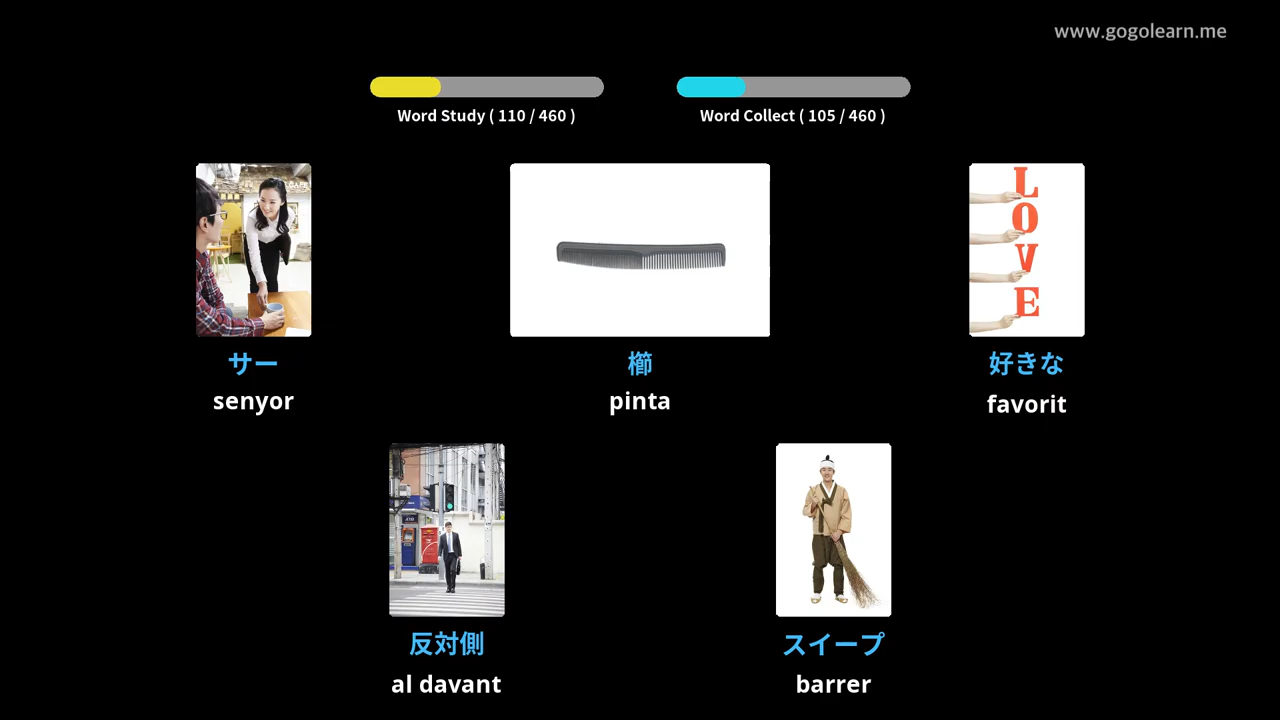 www.gogolearn.me
Word Study ( 110 / 460 )
Word Collect ( 105 / 460 )
L
O
V
E
サー
senyor
櫛
pinta
好きな
favorit
反対側
al davant
スイープ
barrer